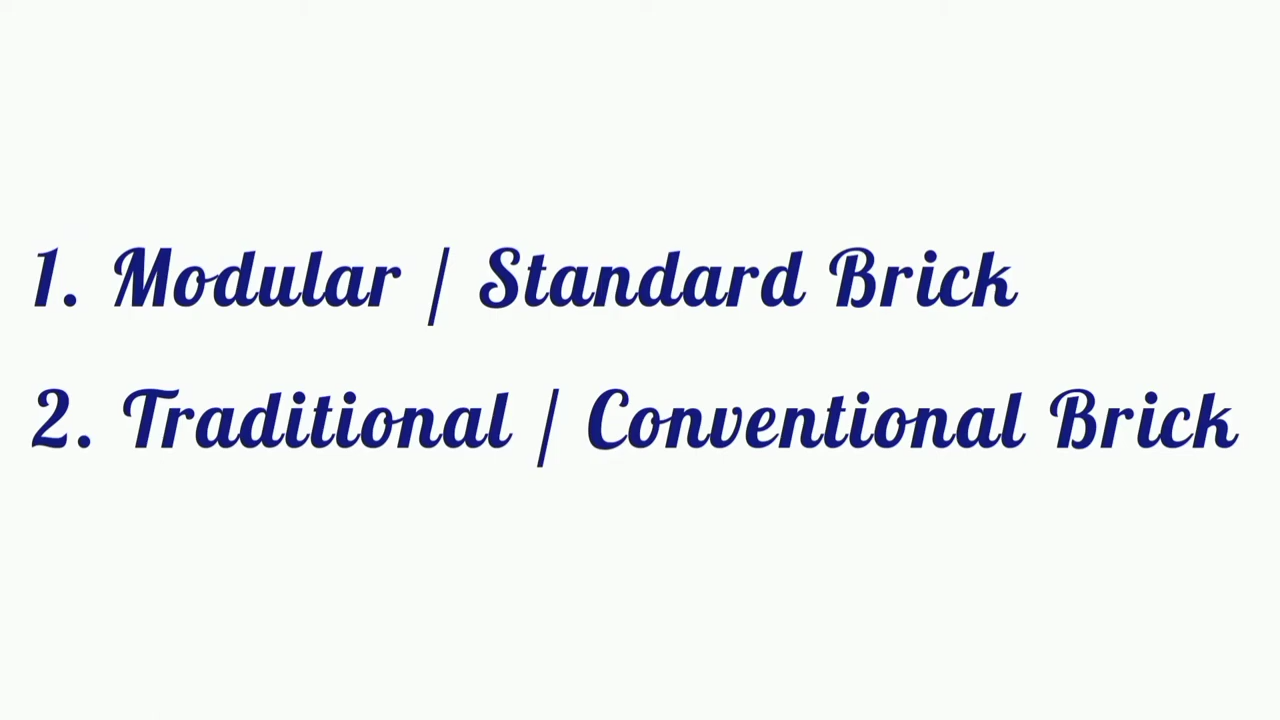 1. Modular / Standard Brick
2. Traditional / Conventional Brick